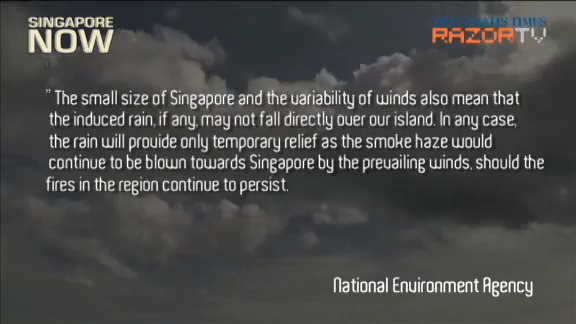 SINGAPORE
NOW
THE STRAITS TIMES
RAZORTV
" The small size of Singapore and the variability of winds also mean that
the induced rain, if any, may not fall directly over our island. In any case,
the rain will provide only temporary relief as the smoke haze would
continue to be blown towards Singapore by the prevailing winds, should the
fires in the region continue to persist.
National Environment Agency